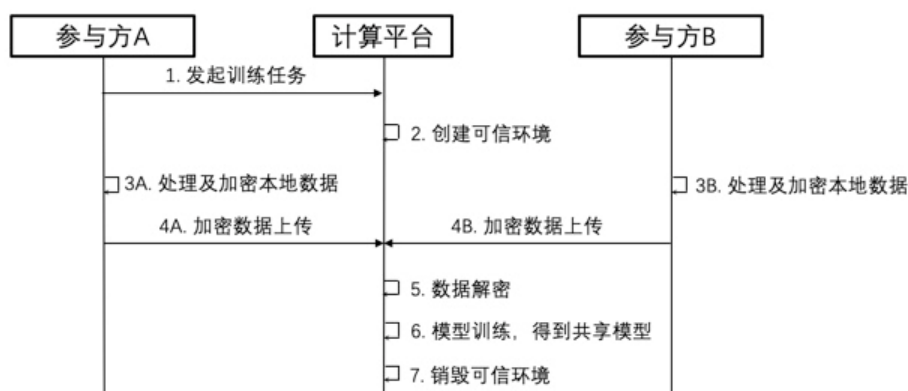 参与方A
计算平台
参与方B
1. 发起训练任务
2. 创建可信环境
3A. 处理及加密本地数据
3B. 处理及加密本地数据
4A. 加密数据上传
4B. 加密数据上传
5. 数据解密
6. 模型训练，得到共享模型
7. 销毁可信环境